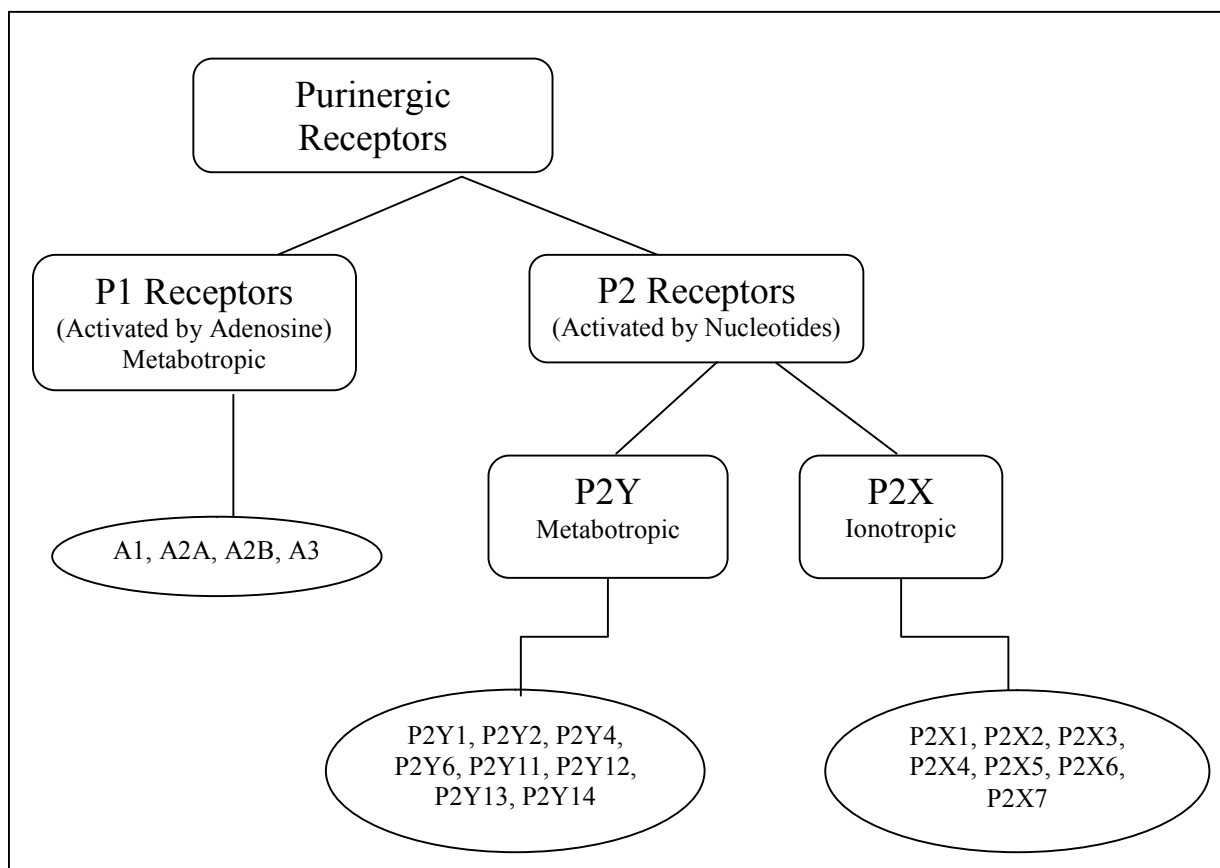 Purinergic
Receptors
P1 Receptors
(Activated by Adenosine)
Metabotropic
P2 Receptors
(Activated by Nucleotides)
P2Y
Metabotropic
P2X
Ionotropic
A1, A2A, A2B, A3
P2Y1, P2Y2, P2Y4,
P2Y6, P2Y11, P2Y12,
P2Y13, P2Y14
P2X1, P2X2, P2X3,
P2X4, P2X5, P2X6,
P2X7